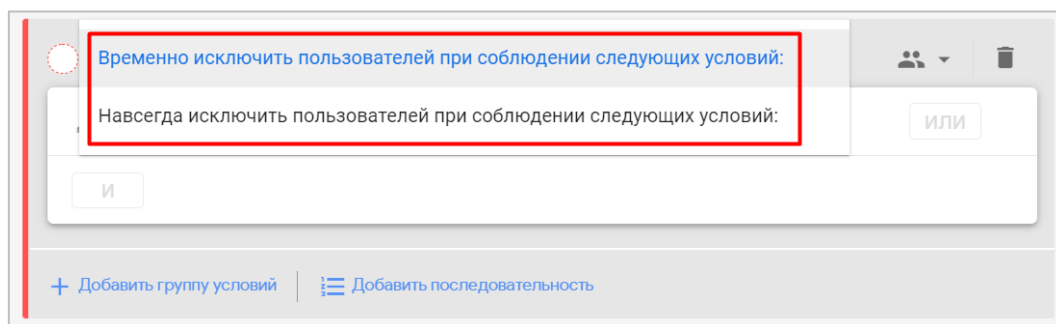 Временно исключить пользователей при соблюдении следующих условий:
Навсегда исключить пользователей при соблюдении следующих условий:
ИЛИ
И
Добавить группу условий
Добавить последовательность